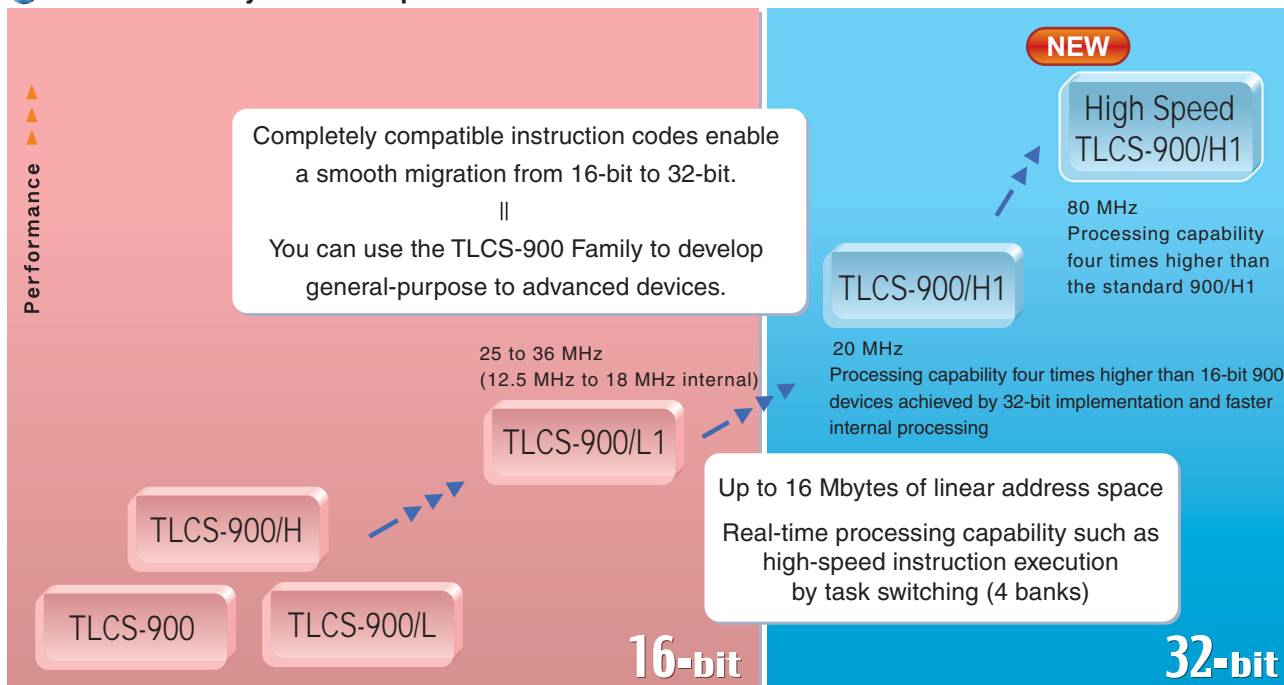 NEW
High Speed
TLCS-900/H1
80 MHz
Processing capability
four times higher than
the standard 900/H1
Performance
Completely compatible instruction codes enable
a smooth migration from 16-bit to 32-bit.
||
You can use the TLCS-900 Family to develop
general-purpose to advanced devices.
TLCS-900/H1
20 MHz
Processing capability four times higher than 16-bit 900
devices achieved by 32-bit implementation and faster
internal processing
25 to 36 MHz
(12.5 MHz to 18 MHz internal)
TLCS-900/L1
Up to 16 Mbytes of linear address space
Real-time processing capability such as
high-speed instruction execution
by task switching (4 banks)
TLCS-900/H
TLCS-900
TLCS-900/L
16-bit
32-bit